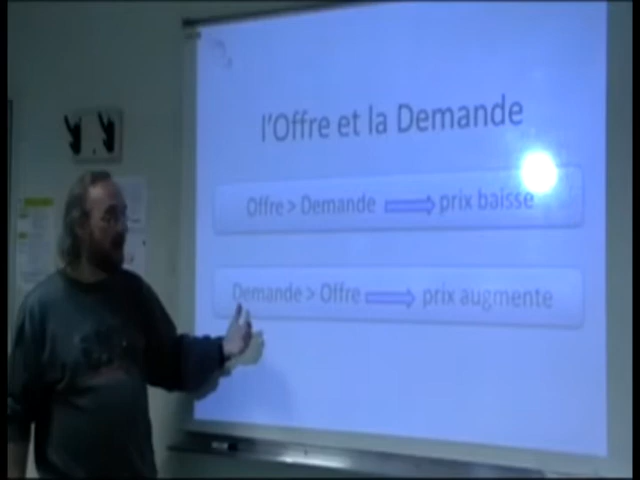 l'Offre et la Demande
Offre > Demande prix baisse
Demande > Offre prix augmente